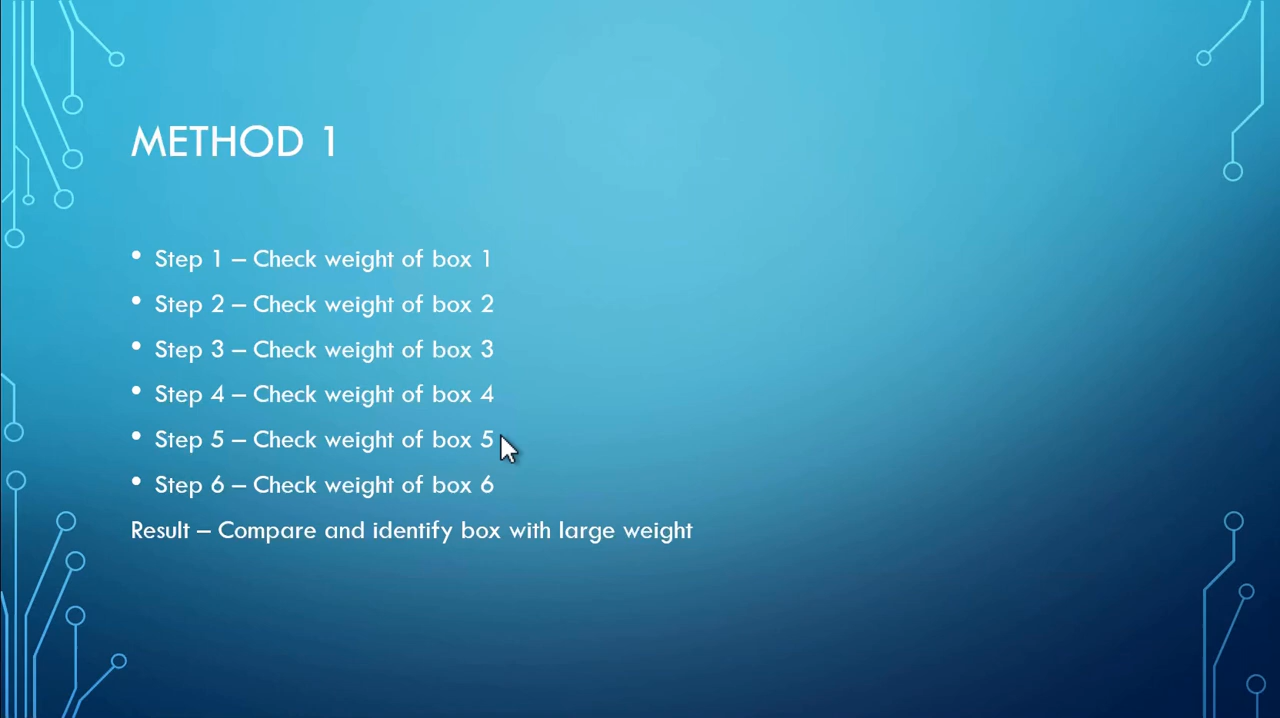 METHOD 1
• Step 1 – Check weight of box 1
• Step 2 – Check weight of box 2
• Step 3 – Check weight of box 3
• Step 4 – Check weight of box 4
• Step 5 – Check weight of box 5
• Step 6 – Check weight of box 6
Result – Compare and identify box with large weight